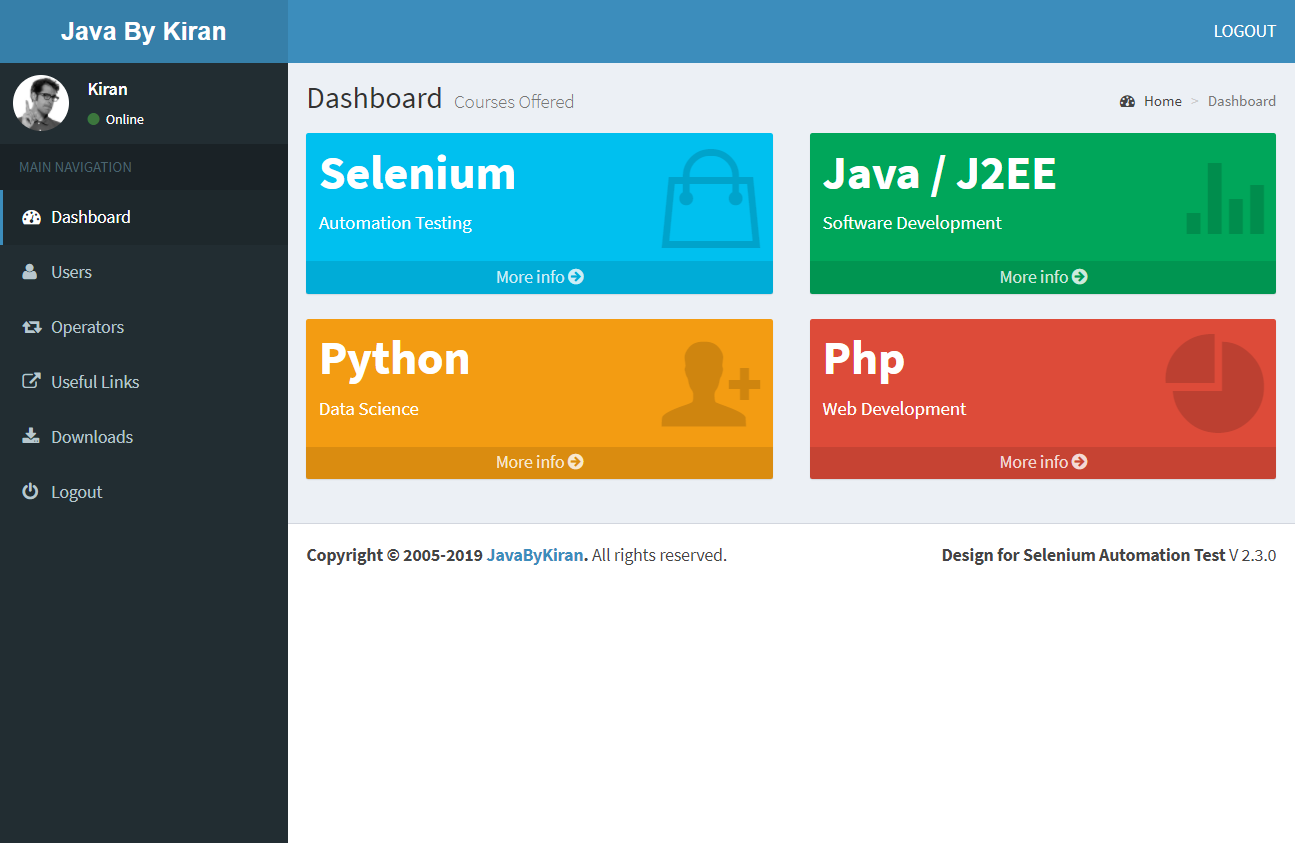 Java By Kiran
LOGOUT
Kiran
Online
MAIN NAVIGATION
Dashboard
Users
Operators
Useful Links
Downloads
Logout
Dashboard Courses Offered
Home > Dashboard
Selenium
Automation Testing
More info
Java / J2EE
Software Development
More info
Python
Data Science
More info
Php
Web Development
More info
Copyright © 2005-2019 JavaByKiran. All rights reserved.
Design for Selenium Automation Test V 2.3.0